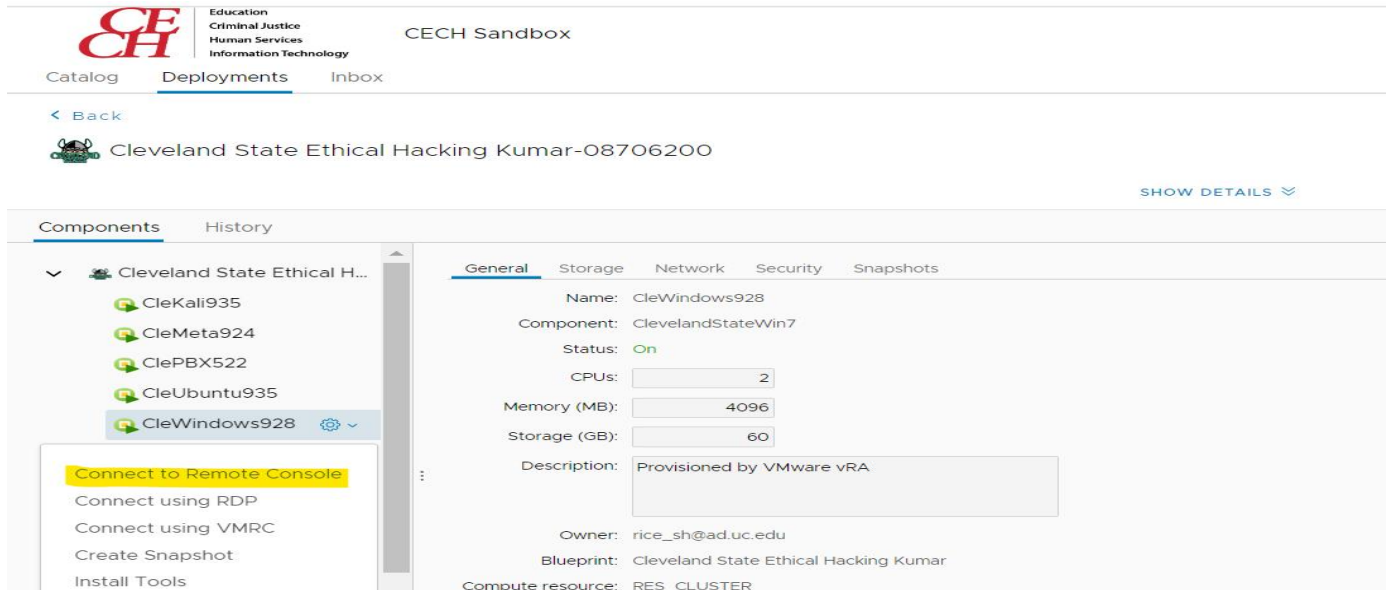 CECH
Education
Criminal Justice
Human Services
Information Technology
CECH Sandbox
Catalog Deployments Inbox
< Back
Cleveland State Ethical Hacking Kumar-08706200
SHOW DETAILS
Components History
Cleveland State Ethical H...
CleKali935
CleMeta924
ClePBX522
CleUbuntu935
CleWindows928
Connect to Remote Console
Connect using RDP
Connect using VMRC
Create Snapshot
Install Tools
General Storage Network Security Snapshots
Name: CleWindows928
Component: ClevelandStateWin7
Status: On
CPUs: 2
Memory (MB): 4096
Storage (GB): 60
Description: Provisioned by VMware vRA
Owner: rice_sh@ad.uc.edu
Blueprint: Cleveland State Ethical Hacking Kumar
Compute resource: RES_CLUSTER